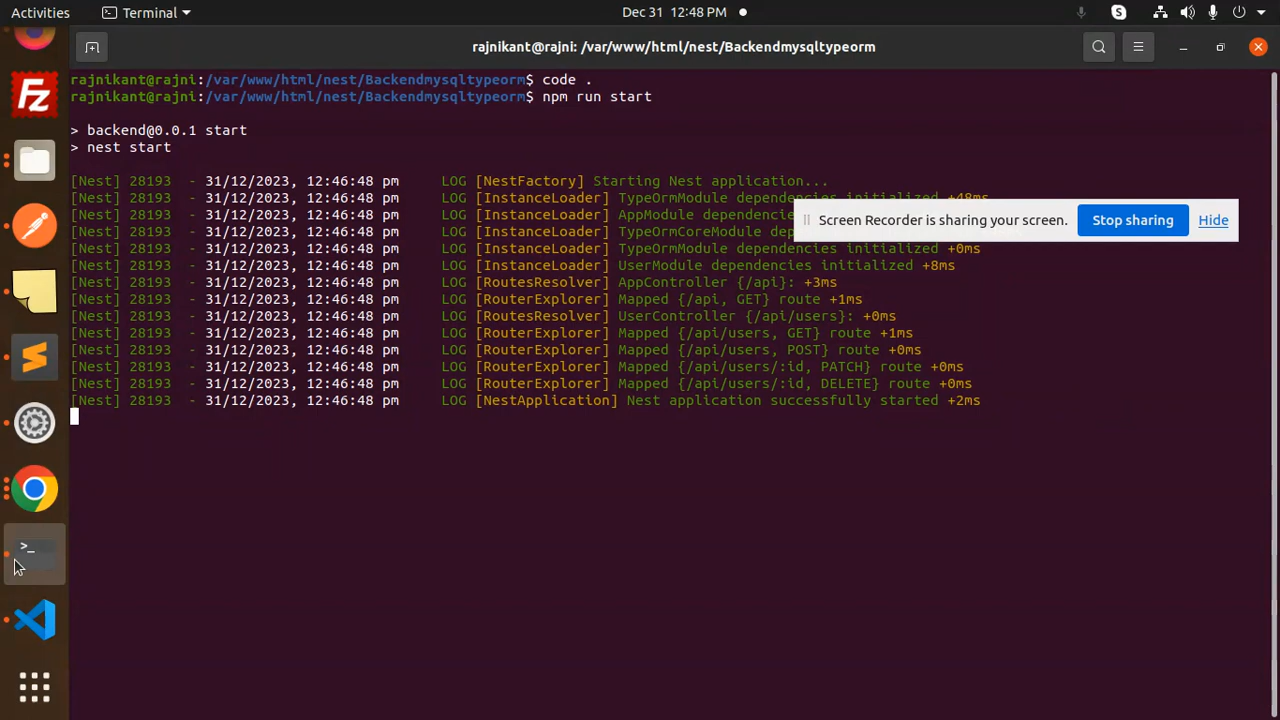 Activities
Terminal
Dec 31 12:48 PM
rajnikant@rajni: /var/www/html/nest/Backendmysqltypeorm
rajnikant@rajni:/var/www/html/nest/Backendmysqltypeorm$ code .
rajnikant@rajni:/var/www/html/nest/Backendmysqltypeorm$ npm run start
> backend@0.0.1 start
> nest start
[Nest] 28193  - 31/12/2023, 12:46:48 pm     LOG [NestFactory] Starting Nest application...
[Nest] 28193  - 31/12/2023, 12:46:48 pm     LOG [InstanceLoader] TypeOrmModule dependencies initialized +48ms
[Nest] 28193  - 31/12/2023, 12:46:48 pm     LOG [InstanceLoader] AppModule dependencie
Screen Recorder is sharing your screen. Stop sharing Hide
[Nest] 28193  - 31/12/2023, 12:46:48 pm     LOG [InstanceLoader] TypeOrmCoreModule dep
[Nest] 28193  - 31/12/2023, 12:46:48 pm     LOG [InstanceLoader] TypeOrmModule dependencies initialized +0ms
[Nest] 28193  - 31/12/2023, 12:46:48 pm     LOG [InstanceLoader] UserModule dependencies initialized +8ms
[Nest] 28193  - 31/12/2023, 12:46:48 pm     LOG [RoutesResolver] AppController {/api}: +3ms
[Nest] 28193  - 31/12/2023, 12:46:48 pm     LOG [RouterExplorer] Mapped {/api, GET} route +1ms
[Nest] 28193  - 31/12/2023, 12:46:48 pm     LOG [RoutesResolver] UserController {/api/users}: +0ms
[Nest] 28193  - 31/12/2023, 12:46:48 pm     LOG [RouterExplorer] Mapped {/api/users, GET} route +1ms
[Nest] 28193  - 31/12/2023, 12:46:48 pm     LOG [RouterExplorer] Mapped {/api/users, POST} route +0ms
[Nest] 28193  - 31/12/2023, 12:46:48 pm     LOG [RouterExplorer] Mapped {/api/users/:id, PATCH} route +0ms
[Nest] 28193  - 31/12/2023, 12:46:48 pm     LOG [RouterExplorer] Mapped {/api/users/:id, DELETE} route +0ms
[Nest] 28193  - 31/12/2023, 12:46:48 pm     LOG [NestApplication] Nest application successfully started +2ms